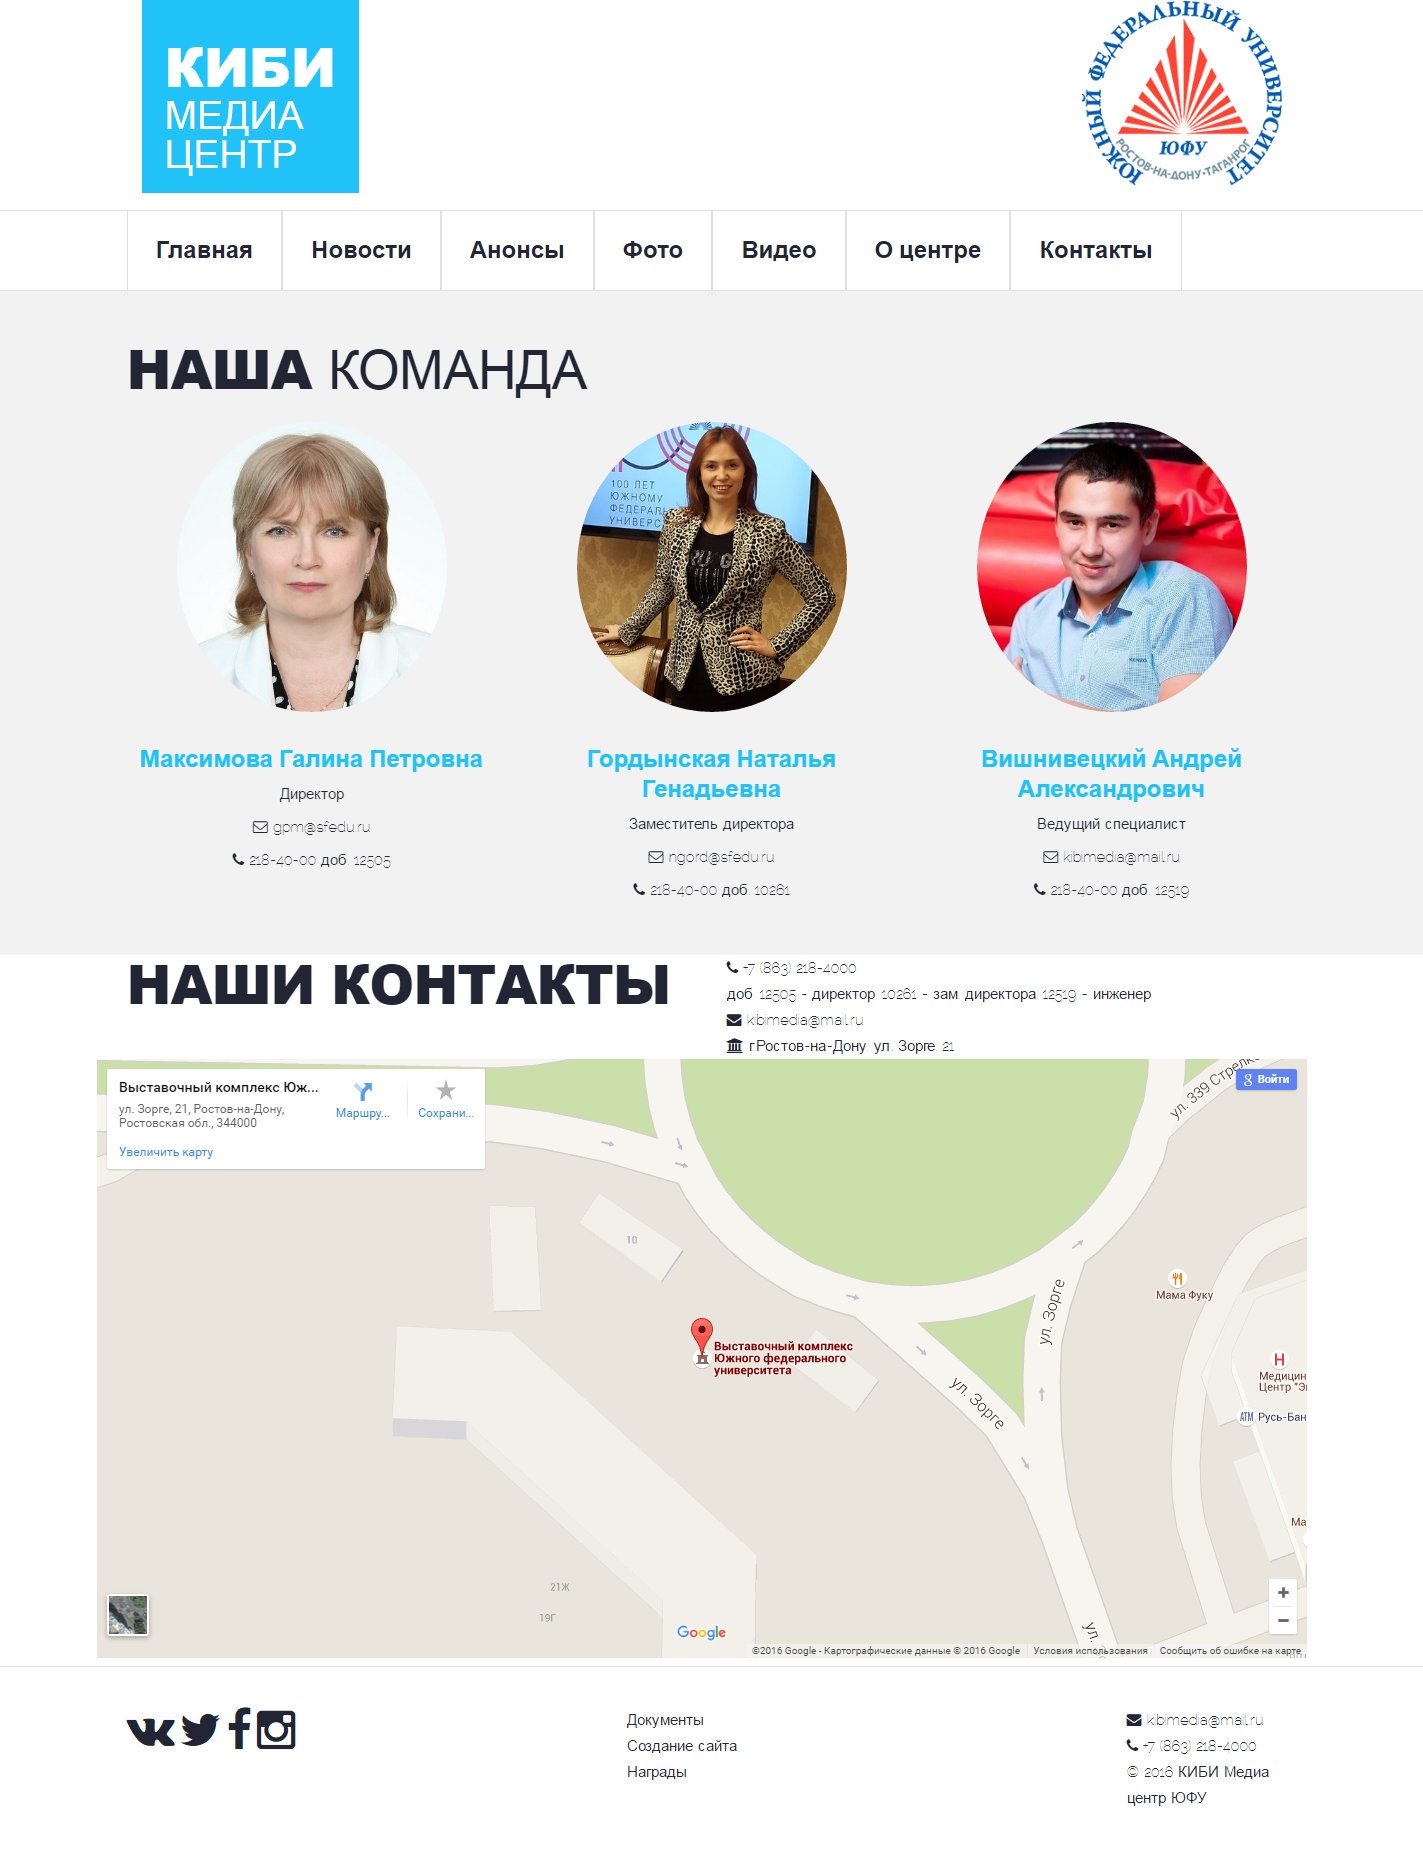 КИБИ
МЕДИА
ЦЕНТР
ЮЖНЫЙ ФЕДЕРАЛЬНЫЙ УНИВЕРСИТЕТ
ЮФУ
РОСТОВ-НА-ДОНУ•ТАГАНРОГ
Главная
Новости
Анонсы
Фото
Видео
О центре
Контакты
НАША КОМАНДА
100 ЛЕТ
ЮЖНОМУ
Максимова Галина Петровна
Директор
gpm@sfedu.ru
218-40-00 доб. 12505
Гордынская Наталья
Генадьевна
Заместитель директора
ngord@sfedu.ru
218-40-00 доб. 10261
Вишнивецкий Андрей
Александрович
Ведущий специалист
kibimedia@mail.ru
218-40-00 доб. 12519
НАШИ КОНТАКТЫ
+7 (863) 218-4000
доб. 12505 - директор, 10261 - зам. директора, 12519 - инженер
kibimedia@mail.ru
г.Ростов-на-Дону, ул. Зорге, 21
Выставочный комплекс Юж...
ул. Зорге, 21, Ростов-на-Дону,
Ростовская обл., 344000
Увеличить карту
Маршру...
Сохрани...
Войти
ул. 339 Стрелко
10
ул. Зорге
Мама Фуку
Выставочный комплекс
Южного федерального
университета
ул. Зорге
Медицин
Центр "Э
ATM Русь-Бан
Ма
21Ж
19Г
ул. З
Google
©2016 Google - Картографические данные © 2016 Google
Условия использования
Сообщить об ошибке на карте
Документы
Создание сайта
Награды
kibimedia@mail.ru
+7 (863) 218-4000
© 2016 КИБИ Медиа
центр ЮФУ